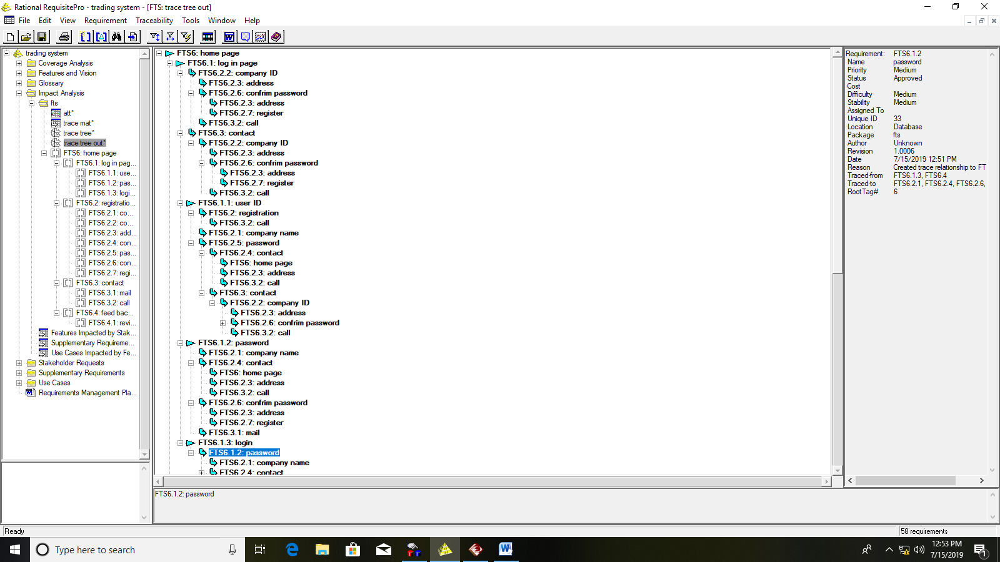 Rational RequisitePro - trading system - [FTS: trace tree out]
File Edit View Requirement Traceability Tools Window Help
trading system
Coverage Analysis
Features and Vision
Glossary
Impact Analysis
fts
att*
trace mat*
trace tree*
trace tree out*
FTS6: home page
FTS6.1: log in pag...
FTS6.1.1: use...
FTS6.1.2: pas...
FTS6.1.3: logi...
FTS6.2: registratio...
FTS6.2.1: co...
FTS6.2.2: co...
FTS6.2.3: add...
FTS6.2.4: con...
FTS6.2.5: pas...
FTS6.2.6: con...
FTS6.2.7: regi...
FTS6.3: contact
FTS6.3.1: mail
FTS6.3.2: call
FTS6.4: feed bac...
FTS6.4.1: revi...
Features Impacted by Stak...
Supplementary Requireme...
Use Cases Impacted by Fe...
Stakeholder Requests
Supplementary Requirements
Use Cases
Requirements Management Pla...
FTS6: home page
FTS6.1: log in page
FTS6.2.2: company ID
FTS6.2.3: address
FTS6.2.6: confrim password
FTS6.2.3: address
FTS6.2.7: register
FTS6.3.2: call
FTS6.3: contact
FTS6.2.2: company ID
FTS6.2.3: address
FTS6.2.6: confrim password
FTS6.2.3: address
FTS6.2.7: register
FTS6.3.2: call
FTS6.1.1: user ID
FTS6.2: registration
FTS6.3.2: call
FTS6.2.1: company name
FTS6.2.5: password
FTS6.2.4: contact
FTS6: home page
FTS6.2.3: address
FTS6.3.2: call
FTS6.3: contact
FTS6.2.2: company ID
FTS6.2.3: address
FTS6.2.6: confrim password
FTS6.3.2: call
FTS6.1.2: password
FTS6.2.1: company name
FTS6.2.4: contact
FTS6: home page
FTS6.2.3: address
FTS6.3.2: call
FTS6.2.6: confrim password
FTS6.2.3: address
FTS6.2.7: register
FTS6.3.1: mail
FTS6.1.3: login
FTS6.1.2: password
FTS6.2.1: company name
FTS6.2.4: contact
Requirement: FTS6.1.2
Name password
Priority Medium
Status Approved
Cost
Difficulty Medium
Stability Medium
Assigned To
Unique ID 33
Location Database
Package fts
Author Unknown
Revision 1.0006
Date 7/15/2019 12:51 PM
Reason Created trace relationship to FT
Traced-from FTS6.1.3, FTS6.4
Traced-to FTS6.2.1, FTS6.2.4, FTS6.2.6,
RootTag# 6
FTS6.1.2: password
Ready
58 requirements
Type here to search
12:53 PM
7/15/2019
1